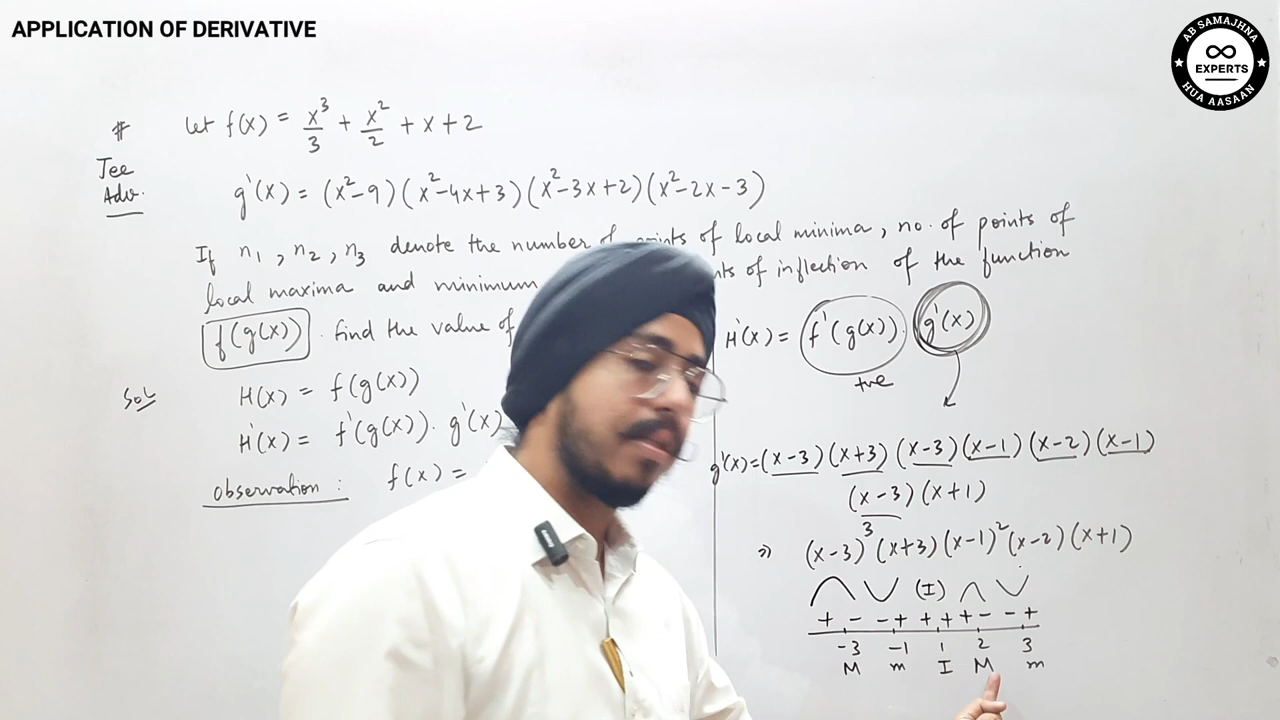 APPLICATION OF DERIVATIVE
AB SAMAJHNA
EXPERTS
HUA AASAAN
# let f(x) = x³/3 + x²/2 + x + 2
Jee
Adv.
g'(x) = (x²-9)(x²-4x+3)(x²-3x+2)(x²-2x-3)
If n₁, n₂, n₃ denote the number of points of local minima, no. of points of
local maxima and minimum of inflection of the function
f(g(x)). find the value of
Sol
H(x) = f(g(x))
H'(x) = f'(g(x)). g'(x)
observation: f(x) =
H'(x) = f'(g(x)). g'(x)
+ve
g'(x)=(x-3)(x+3)(x-3)(x-1)(x-2)(x-1)
(x-3)(x+1)
⇒ (x-3)³(x+3)(x-1)²(x-2)(x+1)
(I)
+ - - + + + + - - +
-3 -1 1 2 3
M m I M m